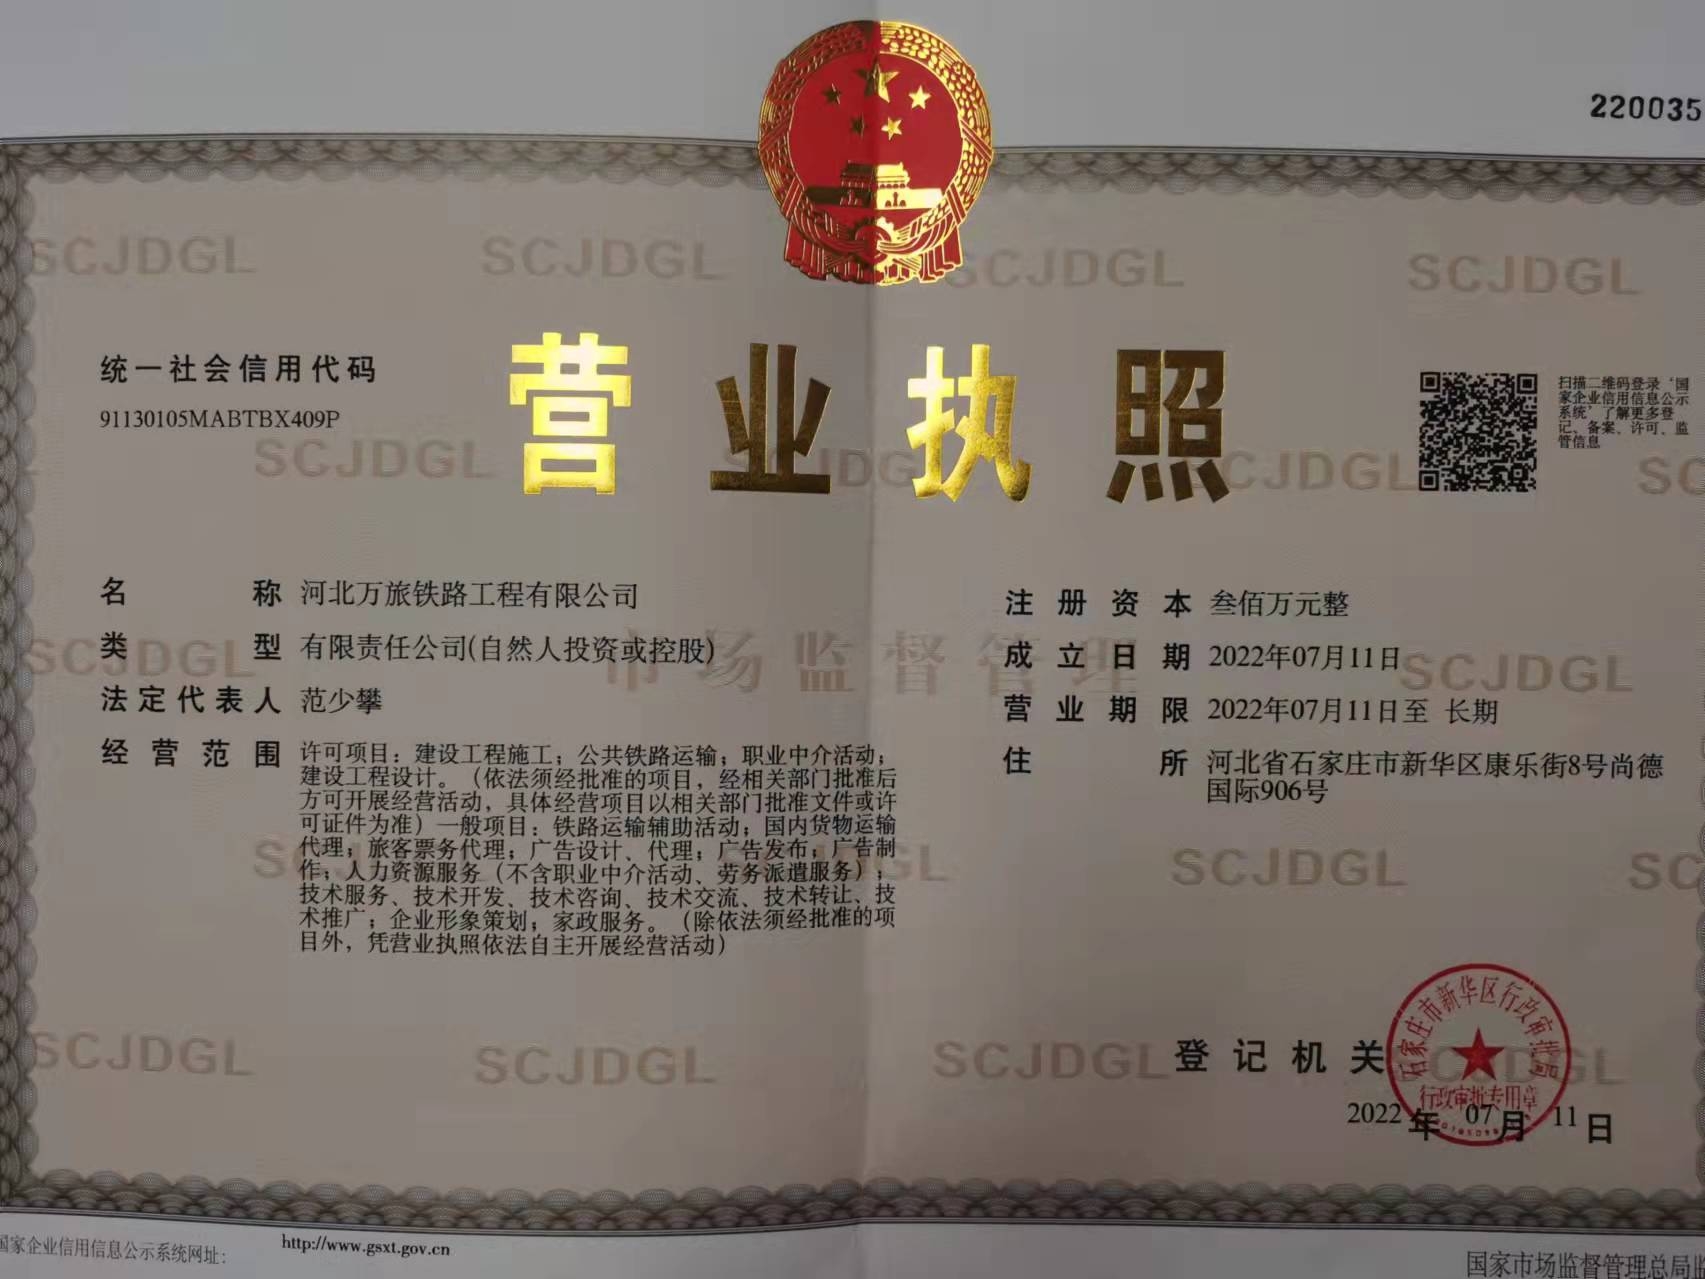 220035
统一社会信用代码
91130105MABTBX409P
营业执照
扫描二维码登录‘国
家企业信用信息公示
系统’了解更多登
记、备案、许可、监
管信息
名称 河北万旅铁路工程有限公司
类型 有限责任公司(自然人投资或控股)
法定代表人 范少攀
经营范围 许可项目：建设工程施工；公共铁路运输；职业中介活动；
建设工程设计。（依法须经批准的项目，经相关部门批准后
方可开展经营活动，具体经营项目以相关部门批准文件或许
可证件为准）一般项目：铁路运输辅助活动；国内货物运输
代理；旅客票务代理；广告设计、代理；广告发布；广告制
作；人力资源服务（不含职业中介活动、劳务派遣服务）；
技术服务、技术开发、技术咨询、技术交流、技术转让、技
术推广；企业形象策划；家政服务。（除依法须经批准的项
目外，凭营业执照依法自主开展经营活动）
注册资本 叁佰万元整
成立日期 2022年07月11日
营业期限 2022年07月11日至 长期
住所 河北省石家庄市新华区康乐街8号尚德
国际906号
登记机关
石家庄市新华区行政审批局
行政审批专用章
2022年07月11日
SCJDGL
市场监督管理
国家企业信用信息公示系统网址：
http://www.gsxt.gov.cn
国家市场监督管理总局监